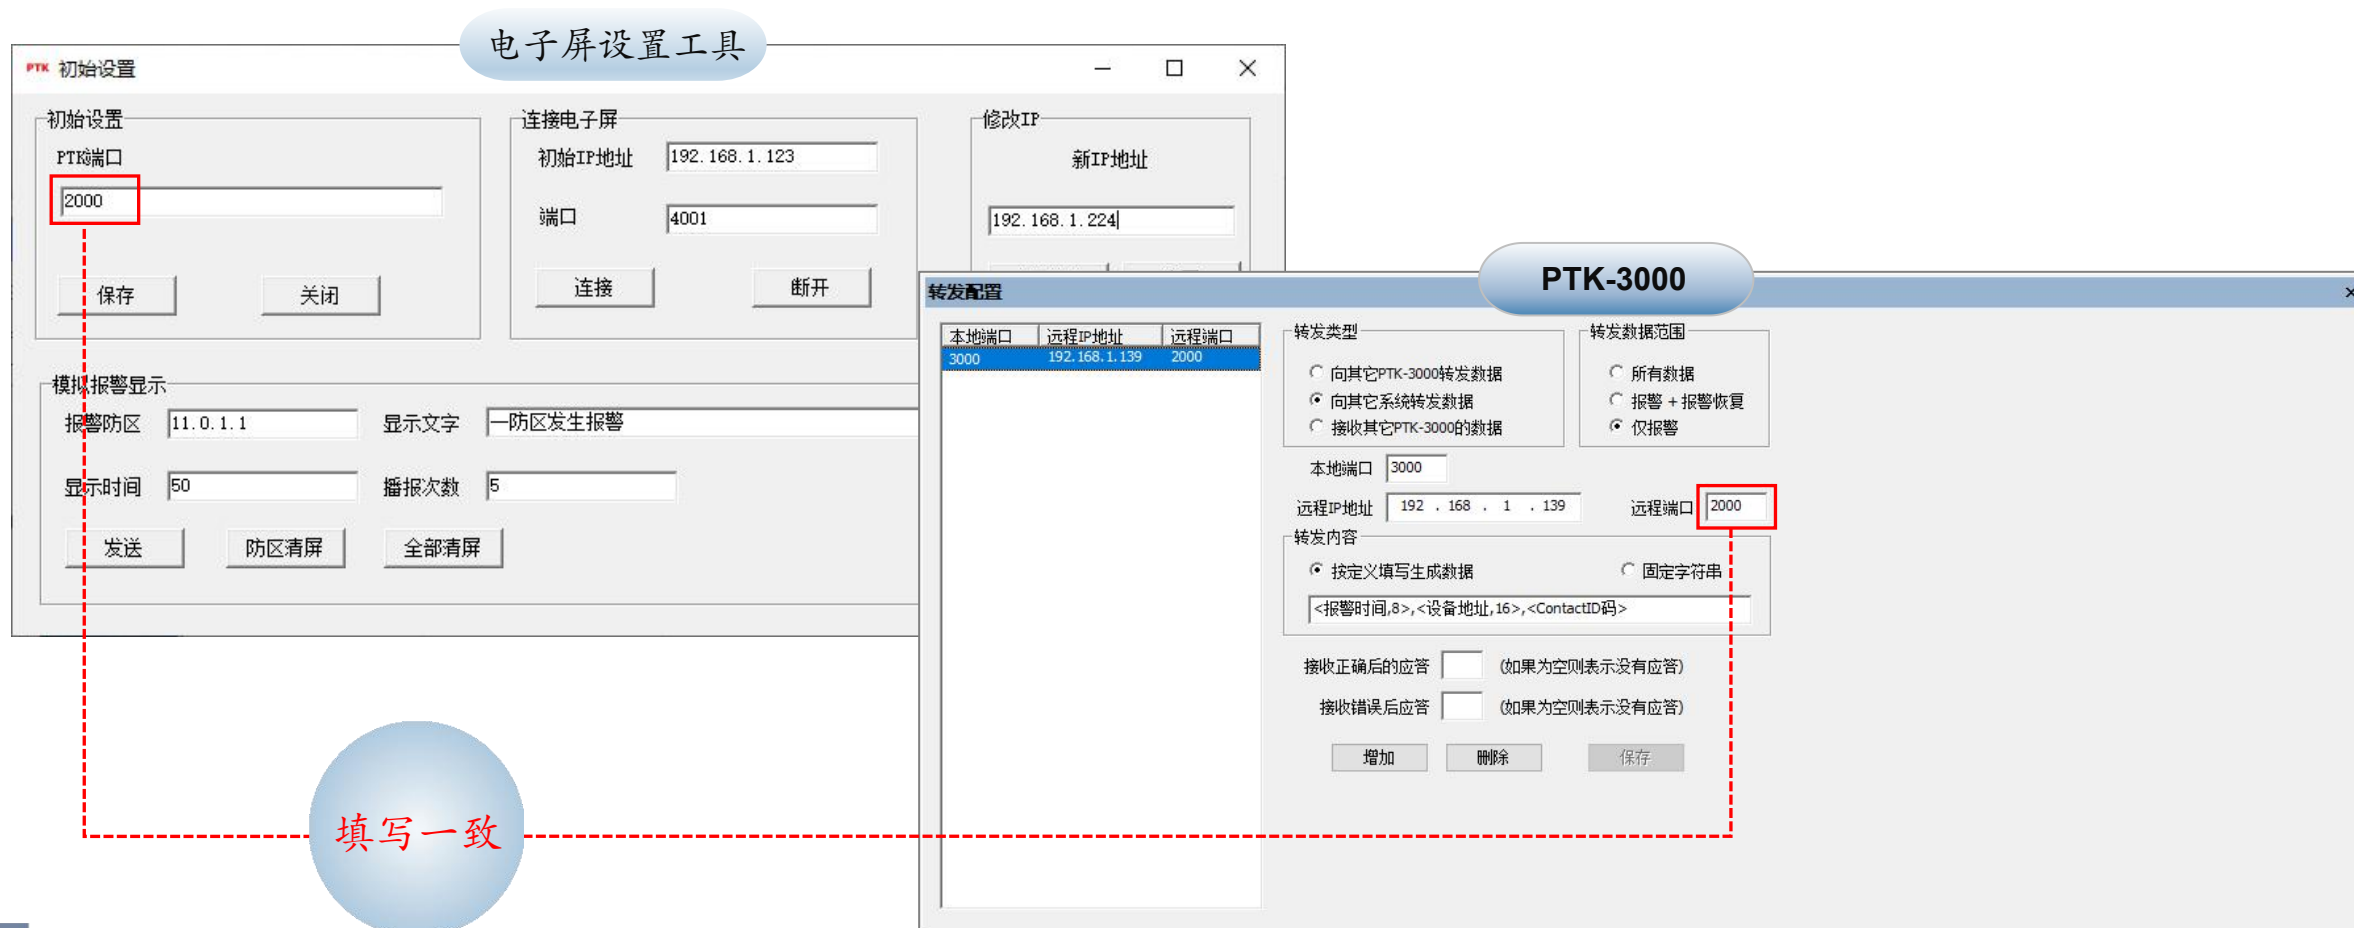 电子屏设置工具
PTK 初始设置
初始设置
PTK端口
2000
保存 关闭
连接电子屏
初始IP地址 192.168.1.123
端口 4001
连接 断开
修改IP
新IP地址
192.168.1.224
模拟报警显示
报警防区 11.0.1.1 显示文字 一防区发生报警
显示时间 50 播报次数 5
发送 防区清屏 全部清屏
PTK-3000
转发配置
本地端口 远程IP地址 远程端口
3000 192.168.1.139 2000
转发类型
向其它PTK-3000转发数据
向其它系统转发数据
接收其它PTK-3000的数据
转发数据范围
所有数据
报警 + 报警恢复
仅报警
本地端口 3000
远程IP地址 192 . 168 . 1 . 139 远程端口 2000
转发内容
按定义填写生成数据 固定字符串
<报警时间,8>,<设备地址,16>,<ContactID码>
接收正确后的应答 (如果为空则表示没有应答)
接收错误后应答 (如果为空则表示没有应答)
增加 删除 保存
填写一致